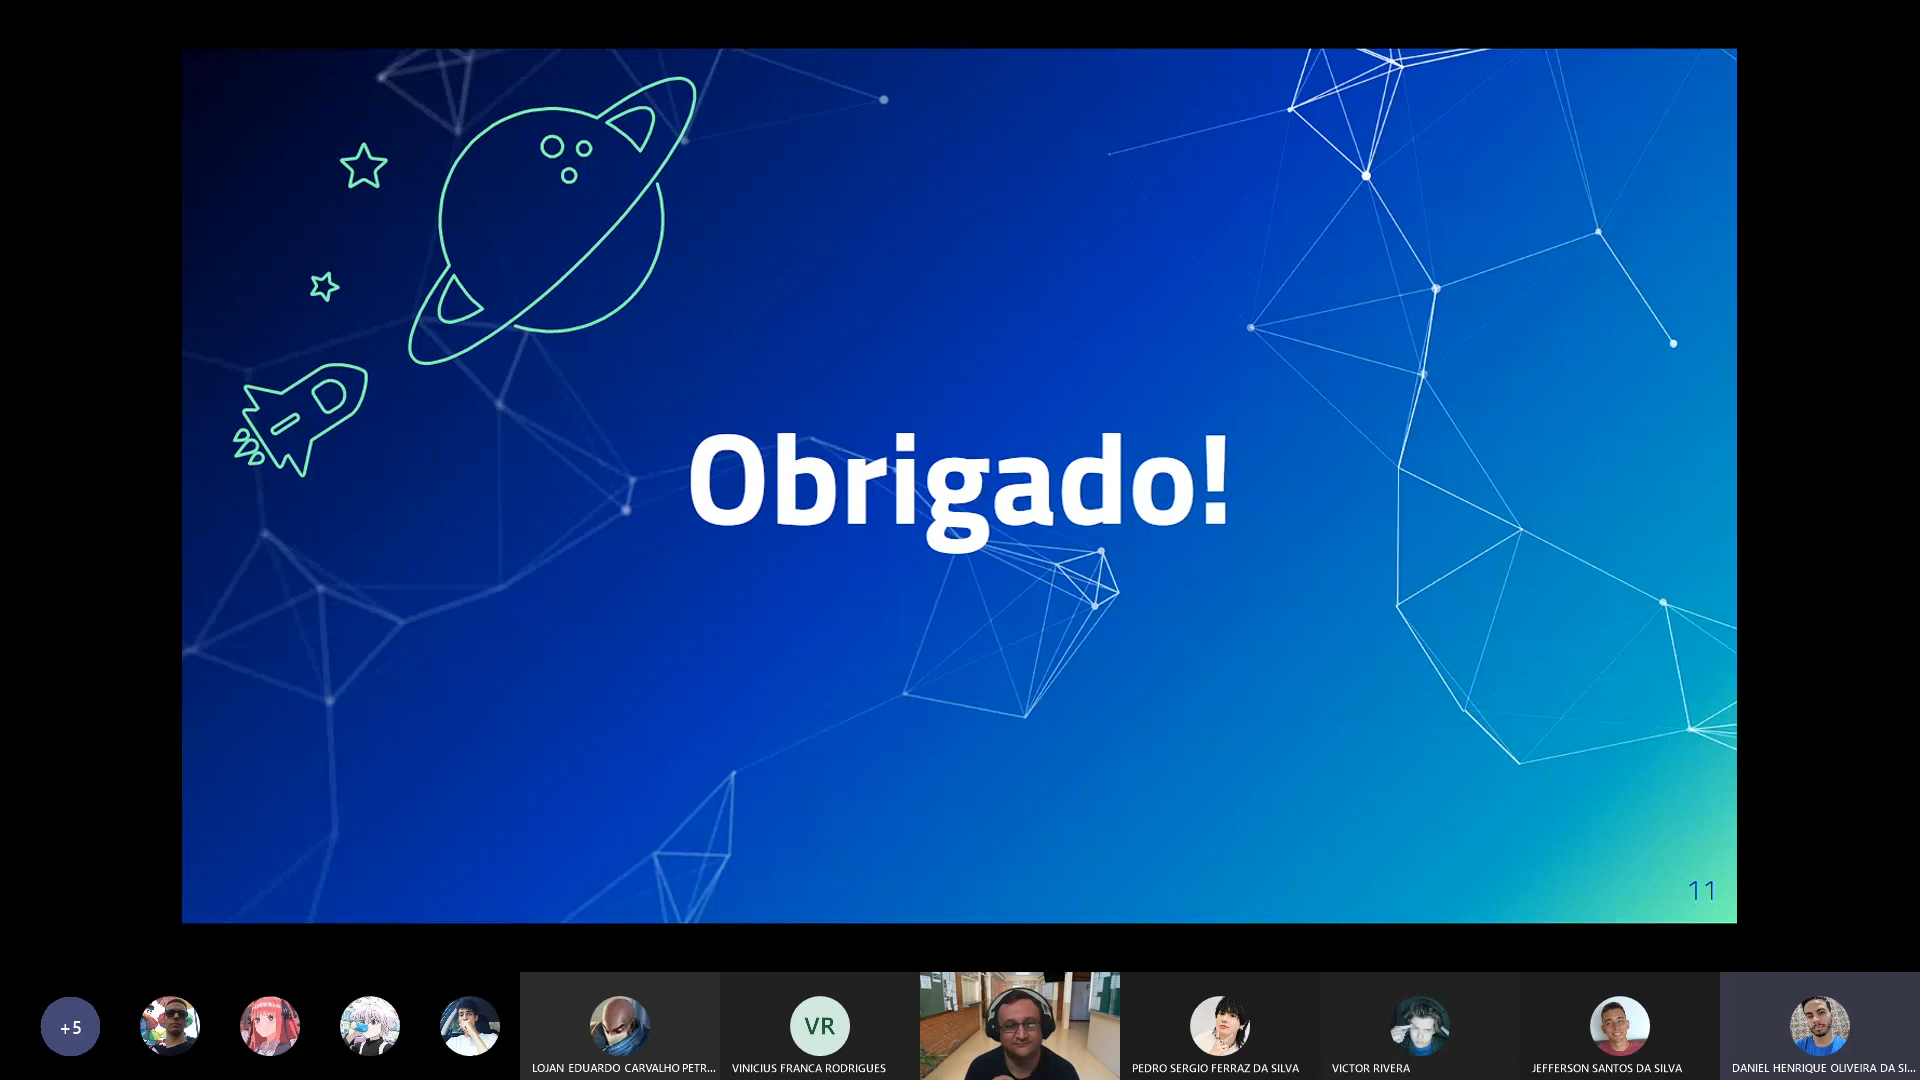 Obrigado!
11
+5
LOJAN EDUARDO CARVALHO PETR...
VINICIUS FRANCA RODRIGUES
VR
PEDRO SERGIO FERRAZ DA SILVA
VICTOR RIVERA
JEFFERSON SANTOS DA SILVA
DANIEL HENRIQUE OLIVEIRA DA SI...